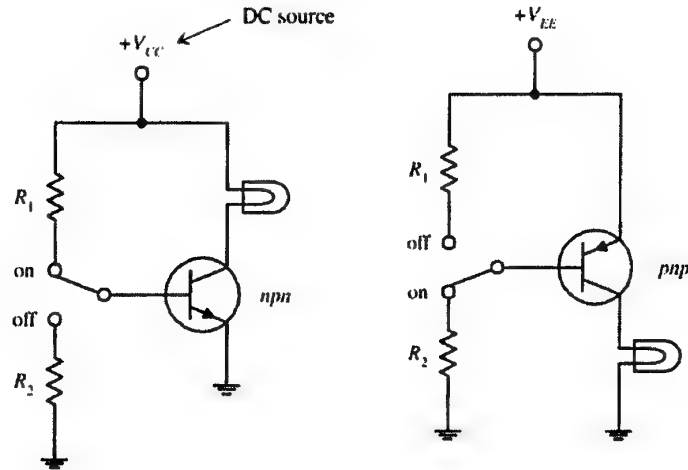 DC source
+V_CC
R_1
on
off
R_2
npn
+V_EE
R_1
off
on
R_2
pnp